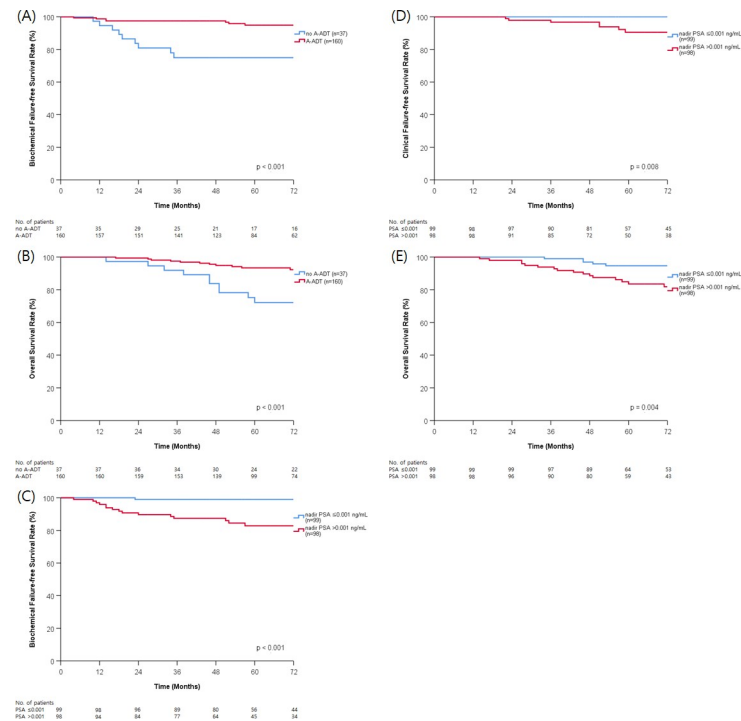 (A)
Biochemical Failure-free Survival Rate (%)
100
80
60
40
20
0
no A-ADT (n=37)
A-ADT (n=160)
p < 0.001
0 12 24 36 48 60 72
Time (Months)
No. of patients
no A-ADT 37 35 29 25 21 17 16
A-ADT 160 157 151 141 123 84 62
(B)
Overall Survival Rate (%)
100
80
60
40
20
0
no A-ADT (n=37)
A-ADT (n=160)
p < 0.001
0 12 24 36 48 60 72
Time (Months)
No. of patients
no A-ADT 37 37 36 34 30 24 22
A-ADT 160 160 159 153 139 99 74
(C)
Biochemical Failure-free Survival Rate (%)
100
80
60
40
20
0
nadir PSA ≤0.001 ng/mL
(n=99)
nadir PSA >0.001 ng/mL
(n=98)
p < 0.001
0 12 24 36 48 60 72
Time (Months)
No. of patients
PSA ≤0.001 99 98 96 89 80 56 44
PSA >0.001 98 94 84 77 64 45 34
(D)
Clinical Failure-free Survival Rate (%)
100
80
60
40
20
0
nadir PSA ≤0.001 ng/mL
(n=99)
nadir PSA >0.001 ng/mL
(n=98)
p = 0.008
0 12 24 36 48 60 72
Time (Months)
No. of patients
PSA ≤0.001 99 98 97 90 81 57 45
PSA >0.001 98 98 91 85 72 50 38
(E)
Overall Survival Rate (%)
100
80
60
40
20
0
nadir PSA ≤0.001 ng/mL
(n=99)
nadir PSA >0.001 ng/mL
(n=98)
p = 0.004
0 12 24 36 48 60 72
Time (Months)
No. of patients
PSA ≤0.001 99 98 99 97 89 64 53
PSA >0.001 98 98 96 90 80 59 43